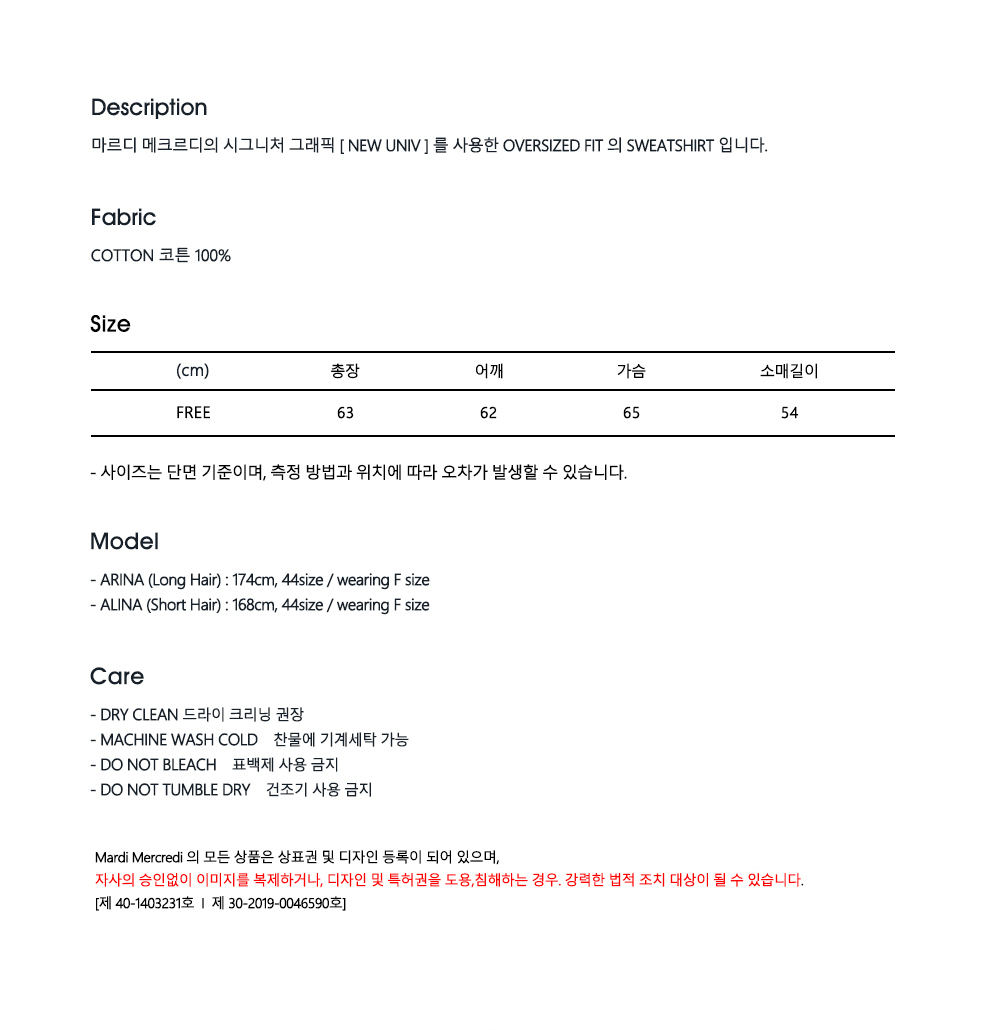 Description
마르디 메크르디의 시그니처 그래픽 [ NEW UNIV ] 를 사용한 OVERSIZED FIT 의 SWEATSHIRT 입니다.
Fabric
COTTON 코튼 100%
Size
(cm) 총장 어깨 가슴 소매길이
FREE 63 62 65 54
- 사이즈는 단면 기준이며, 측정 방법과 위치에 따라 오차가 발생할 수 있습니다.
Model
- ARINA (Long Hair) : 174cm, 44size / wearing F size
- ALINA (Short Hair) : 168cm, 44size / wearing F size
Care
- DRY CLEAN 드라이 크리닝 권장
- MACHINE WASH COLD 찬물에 기계세탁 가능
- DO NOT BLEACH 표백제 사용 금지
- DO NOT TUMBLE DRY 건조기 사용 금지
Mardi Mercredi 의 모든 상품은 상표권 및 디자인 등록이 되어 있으며,
자사의 승인없이 이미지를 복제하거나, 디자인 및 특허권을 도용,침해하는 경우. 강력한 법적 조치 대상이 될 수 있습니다.
[제 40-1403231호 I 제 30-2019-0046590호]